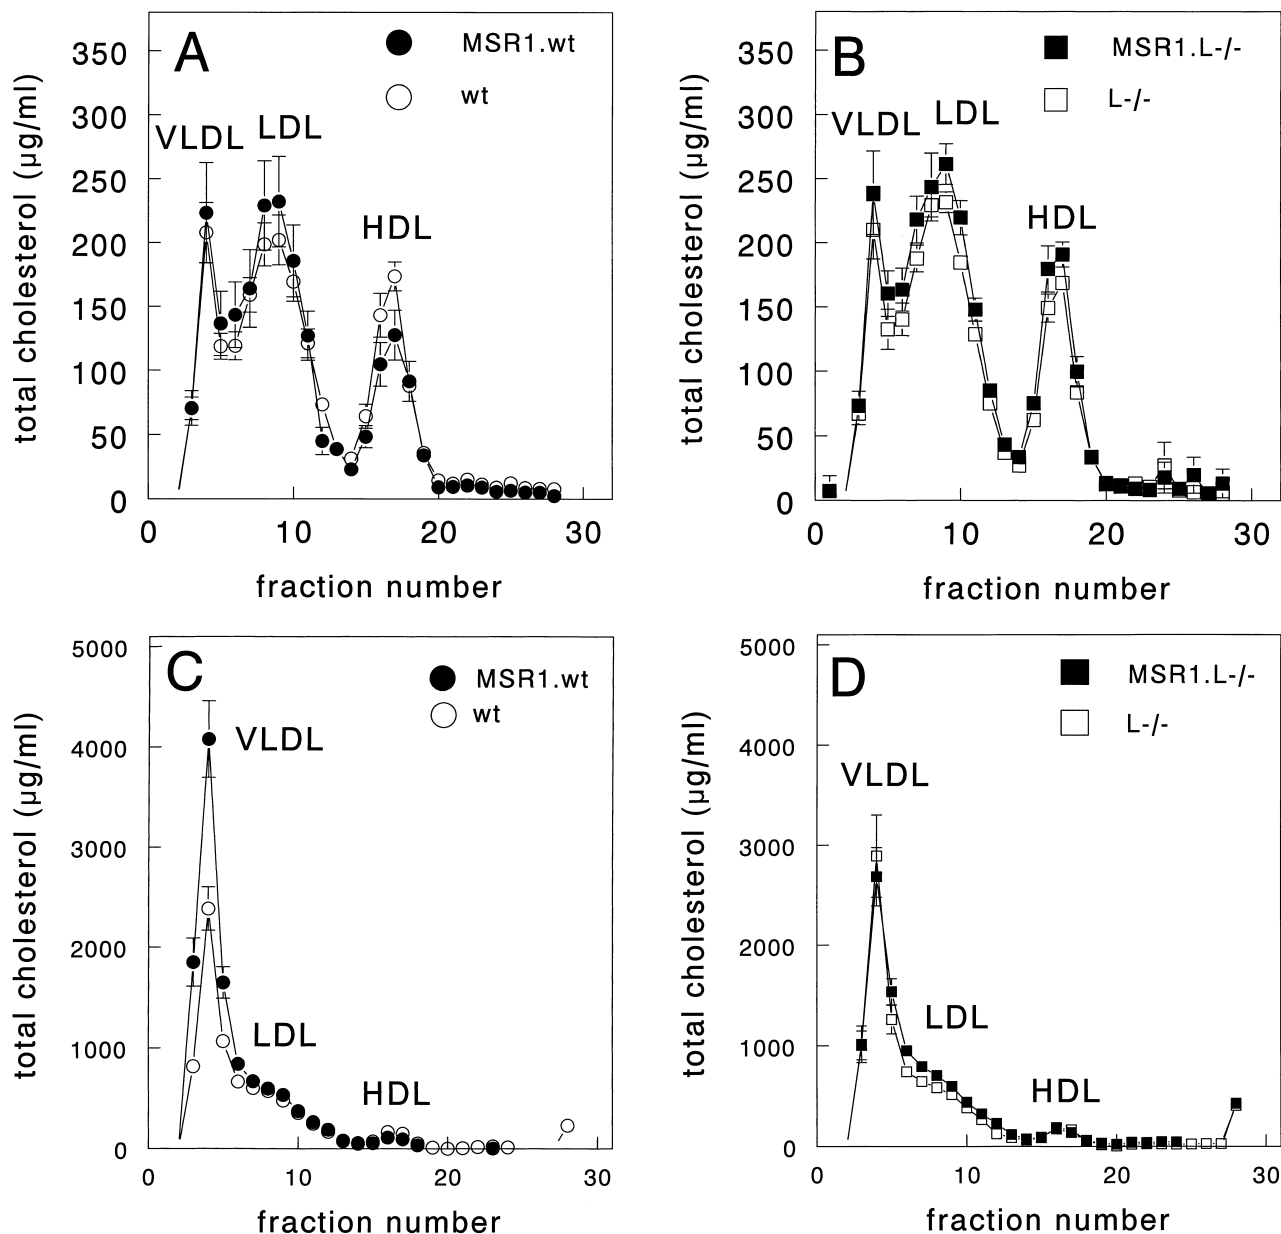 A
MSR1.wt
wt
VLDL
LDL
HDL
350
300
250
200
150
100
50
0
0 10 20 30
total cholesterol (µg/ml)
fraction number
B
MSR1.L-/-
L-/-
VLDL
LDL
HDL
350
300
250
200
150
100
50
0
0 10 20 30
total cholesterol (µg/ml)
fraction number
C
MSR1.wt
wt
VLDL
LDL
HDL
5000
4000
3000
2000
1000
0
0 10 20 30
total cholesterol (µg/ml)
fraction number
D
MSR1.L-/-
L-/-
VLDL
LDL
HDL
5000
4000
3000
2000
1000
0
0 10 20 30
total cholesterol (µg/ml)
fraction number